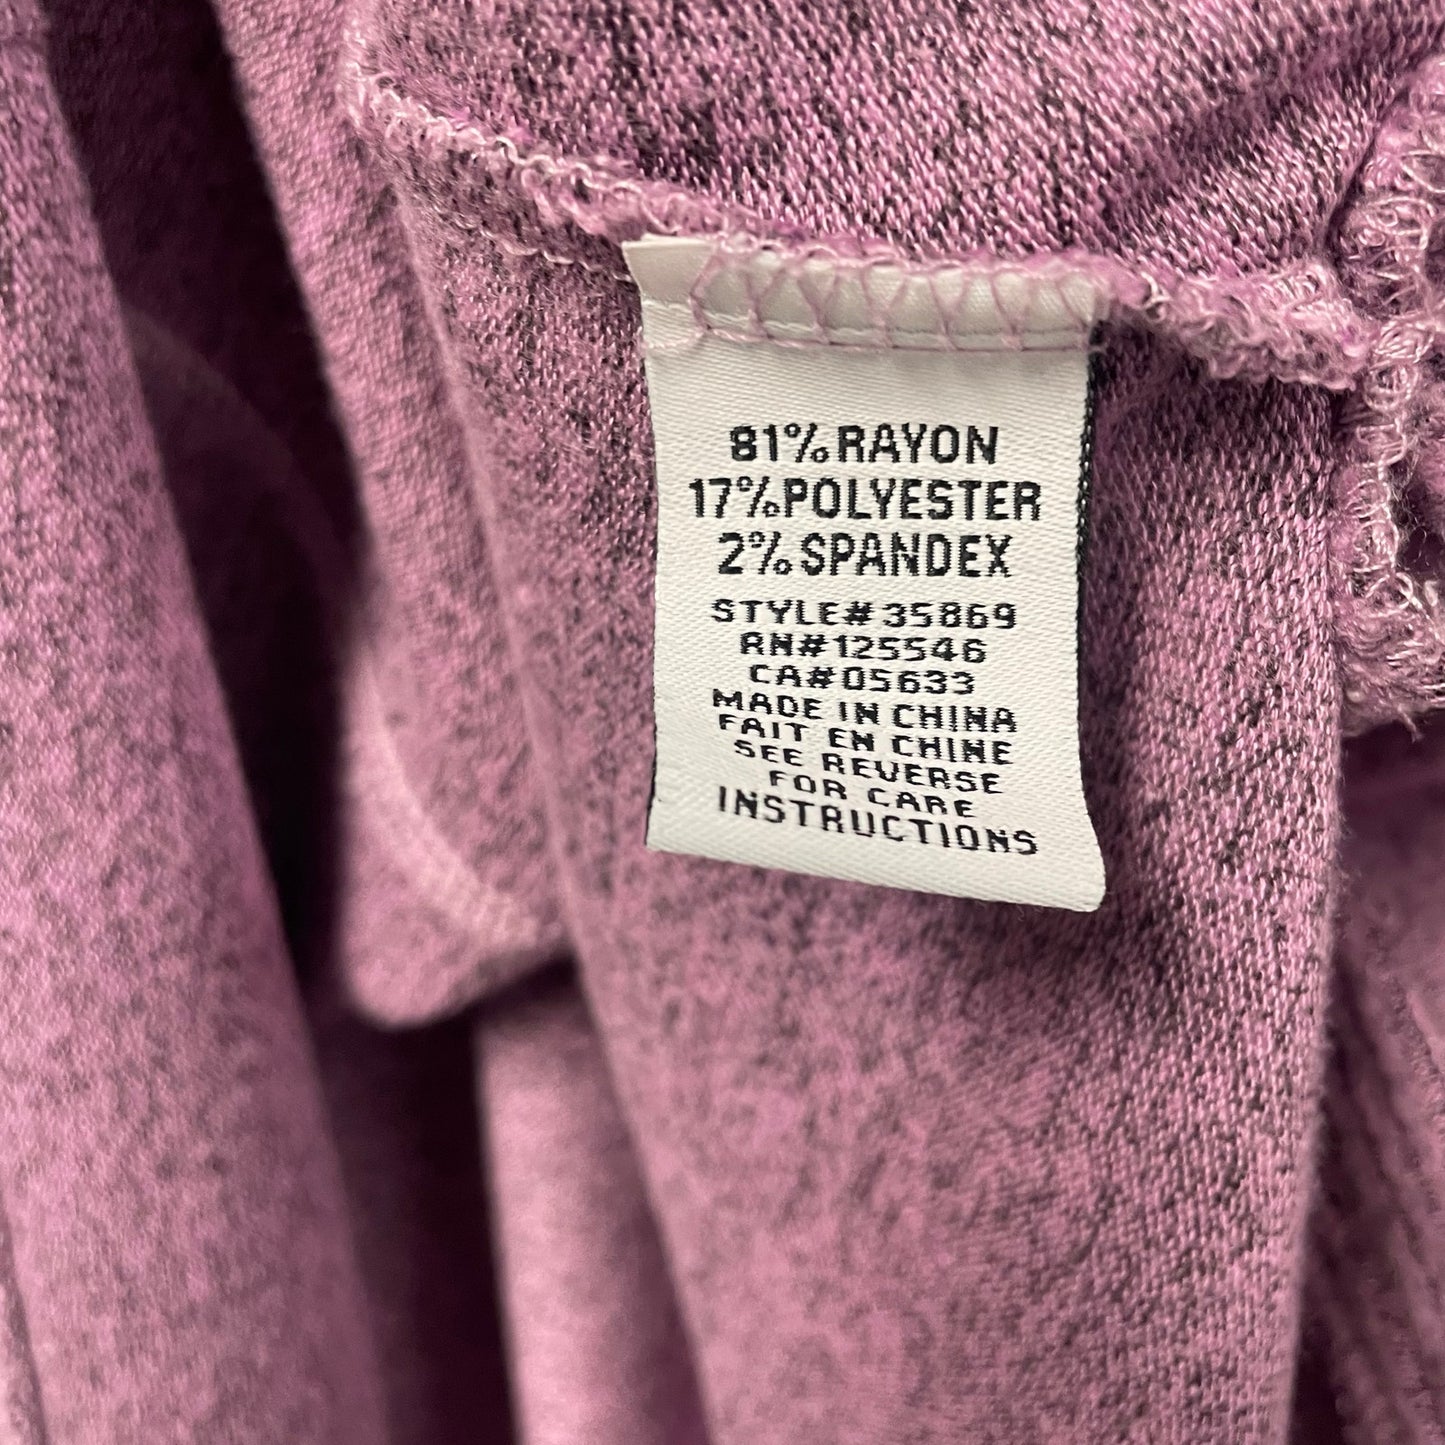 81% RAYON
17% POLYESTER
2% SPANDEX
STYLE# 35869
RN#125546
CA#05633
MADE IN CHINA
FAIT EN CHINE
SEE REVERSE
FOR CARE
INSTRUCTIONS